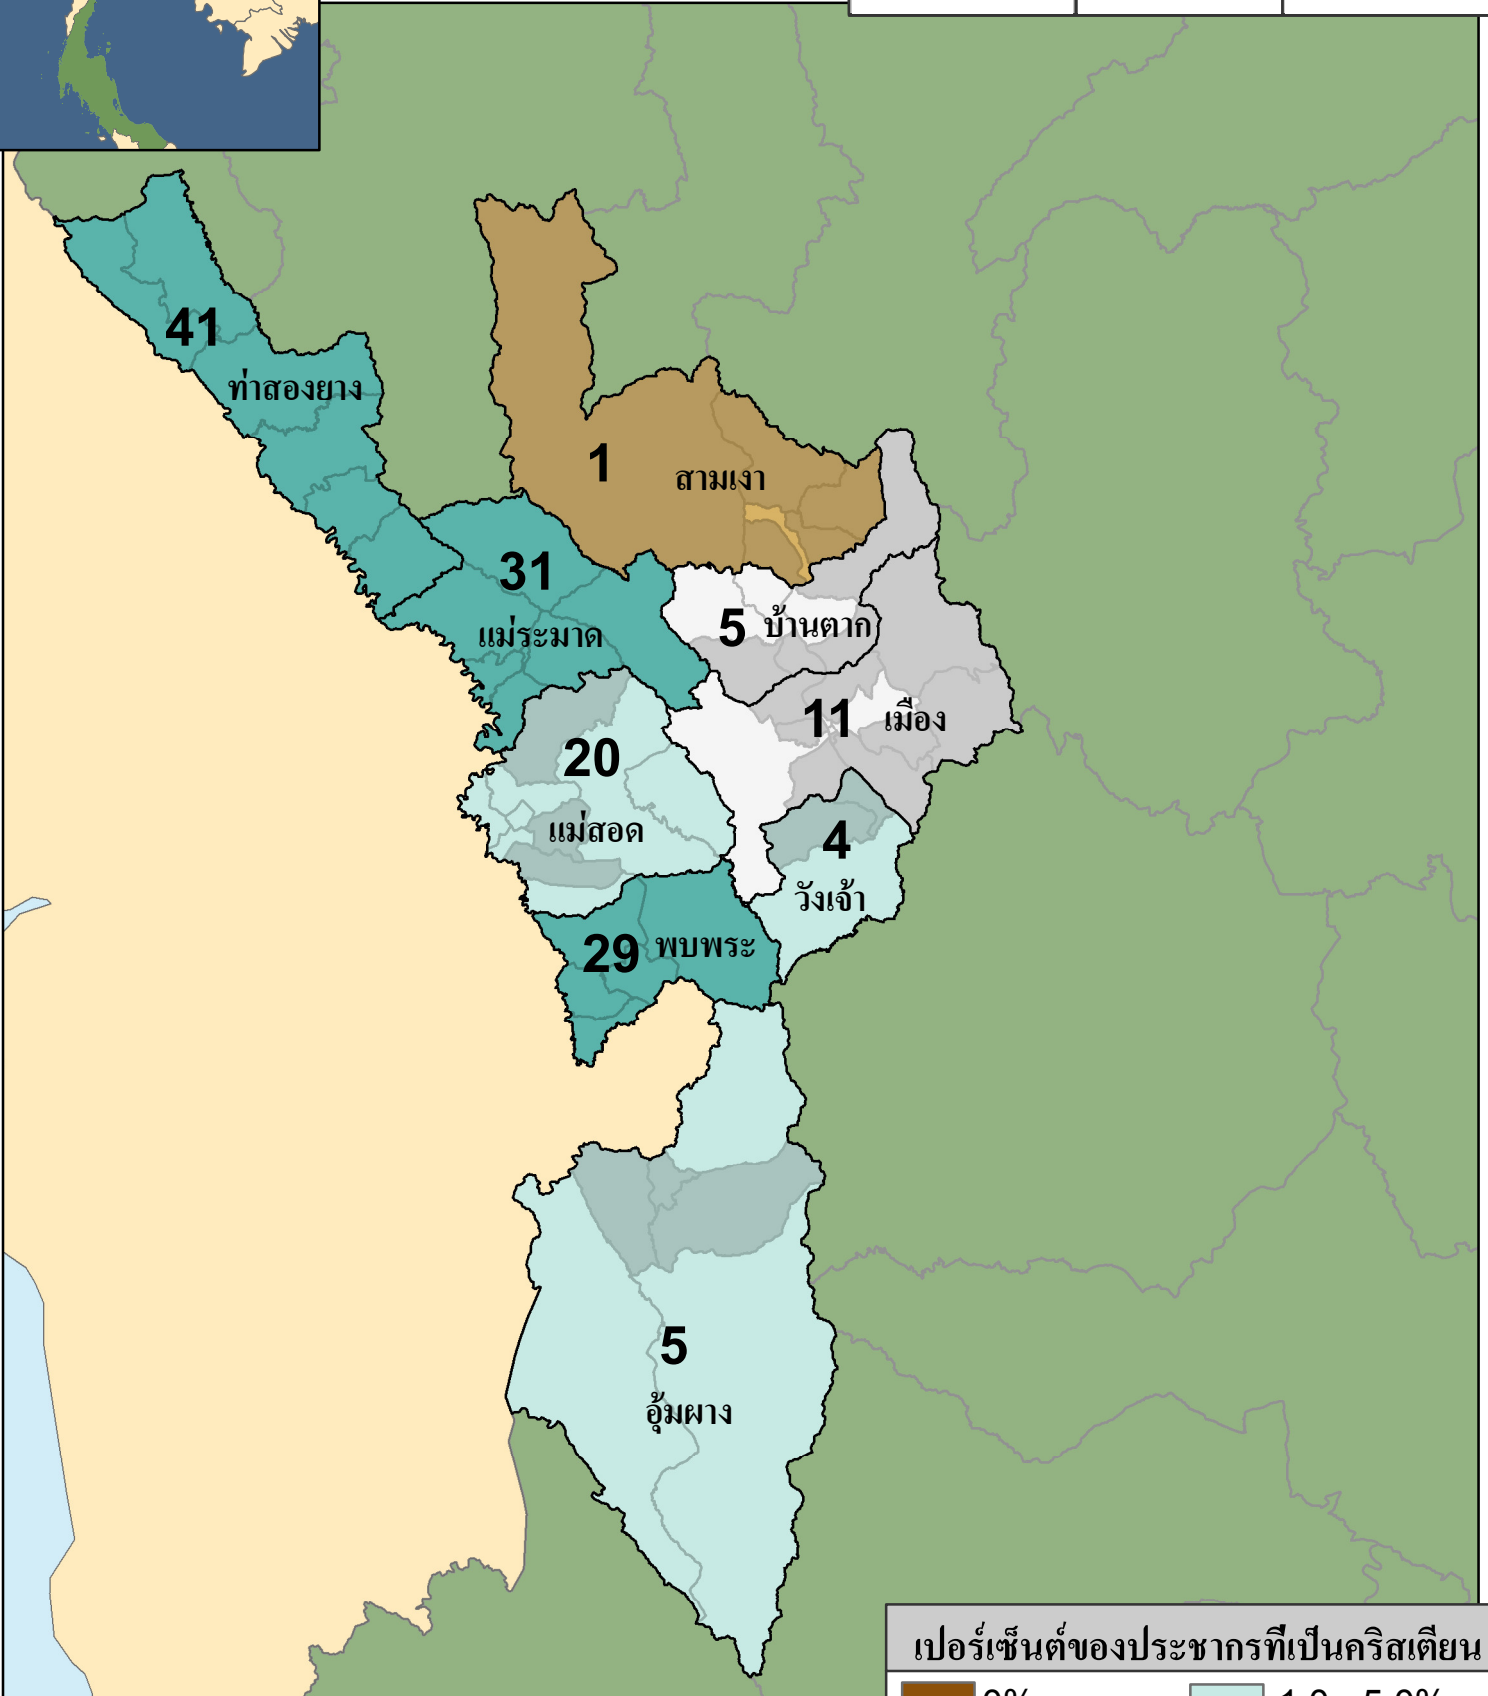 41
ท่าสองยาง
1
สามเงา
31
แม่ระมาด
5 บ้านตาก
11 เมือง
20
แม่สอด
4
วังเจ้า
29 พบพระ
5
อุ้มผาง
เปอร์เซ็นต์ของประชากรที่เป็นคริสเตียน